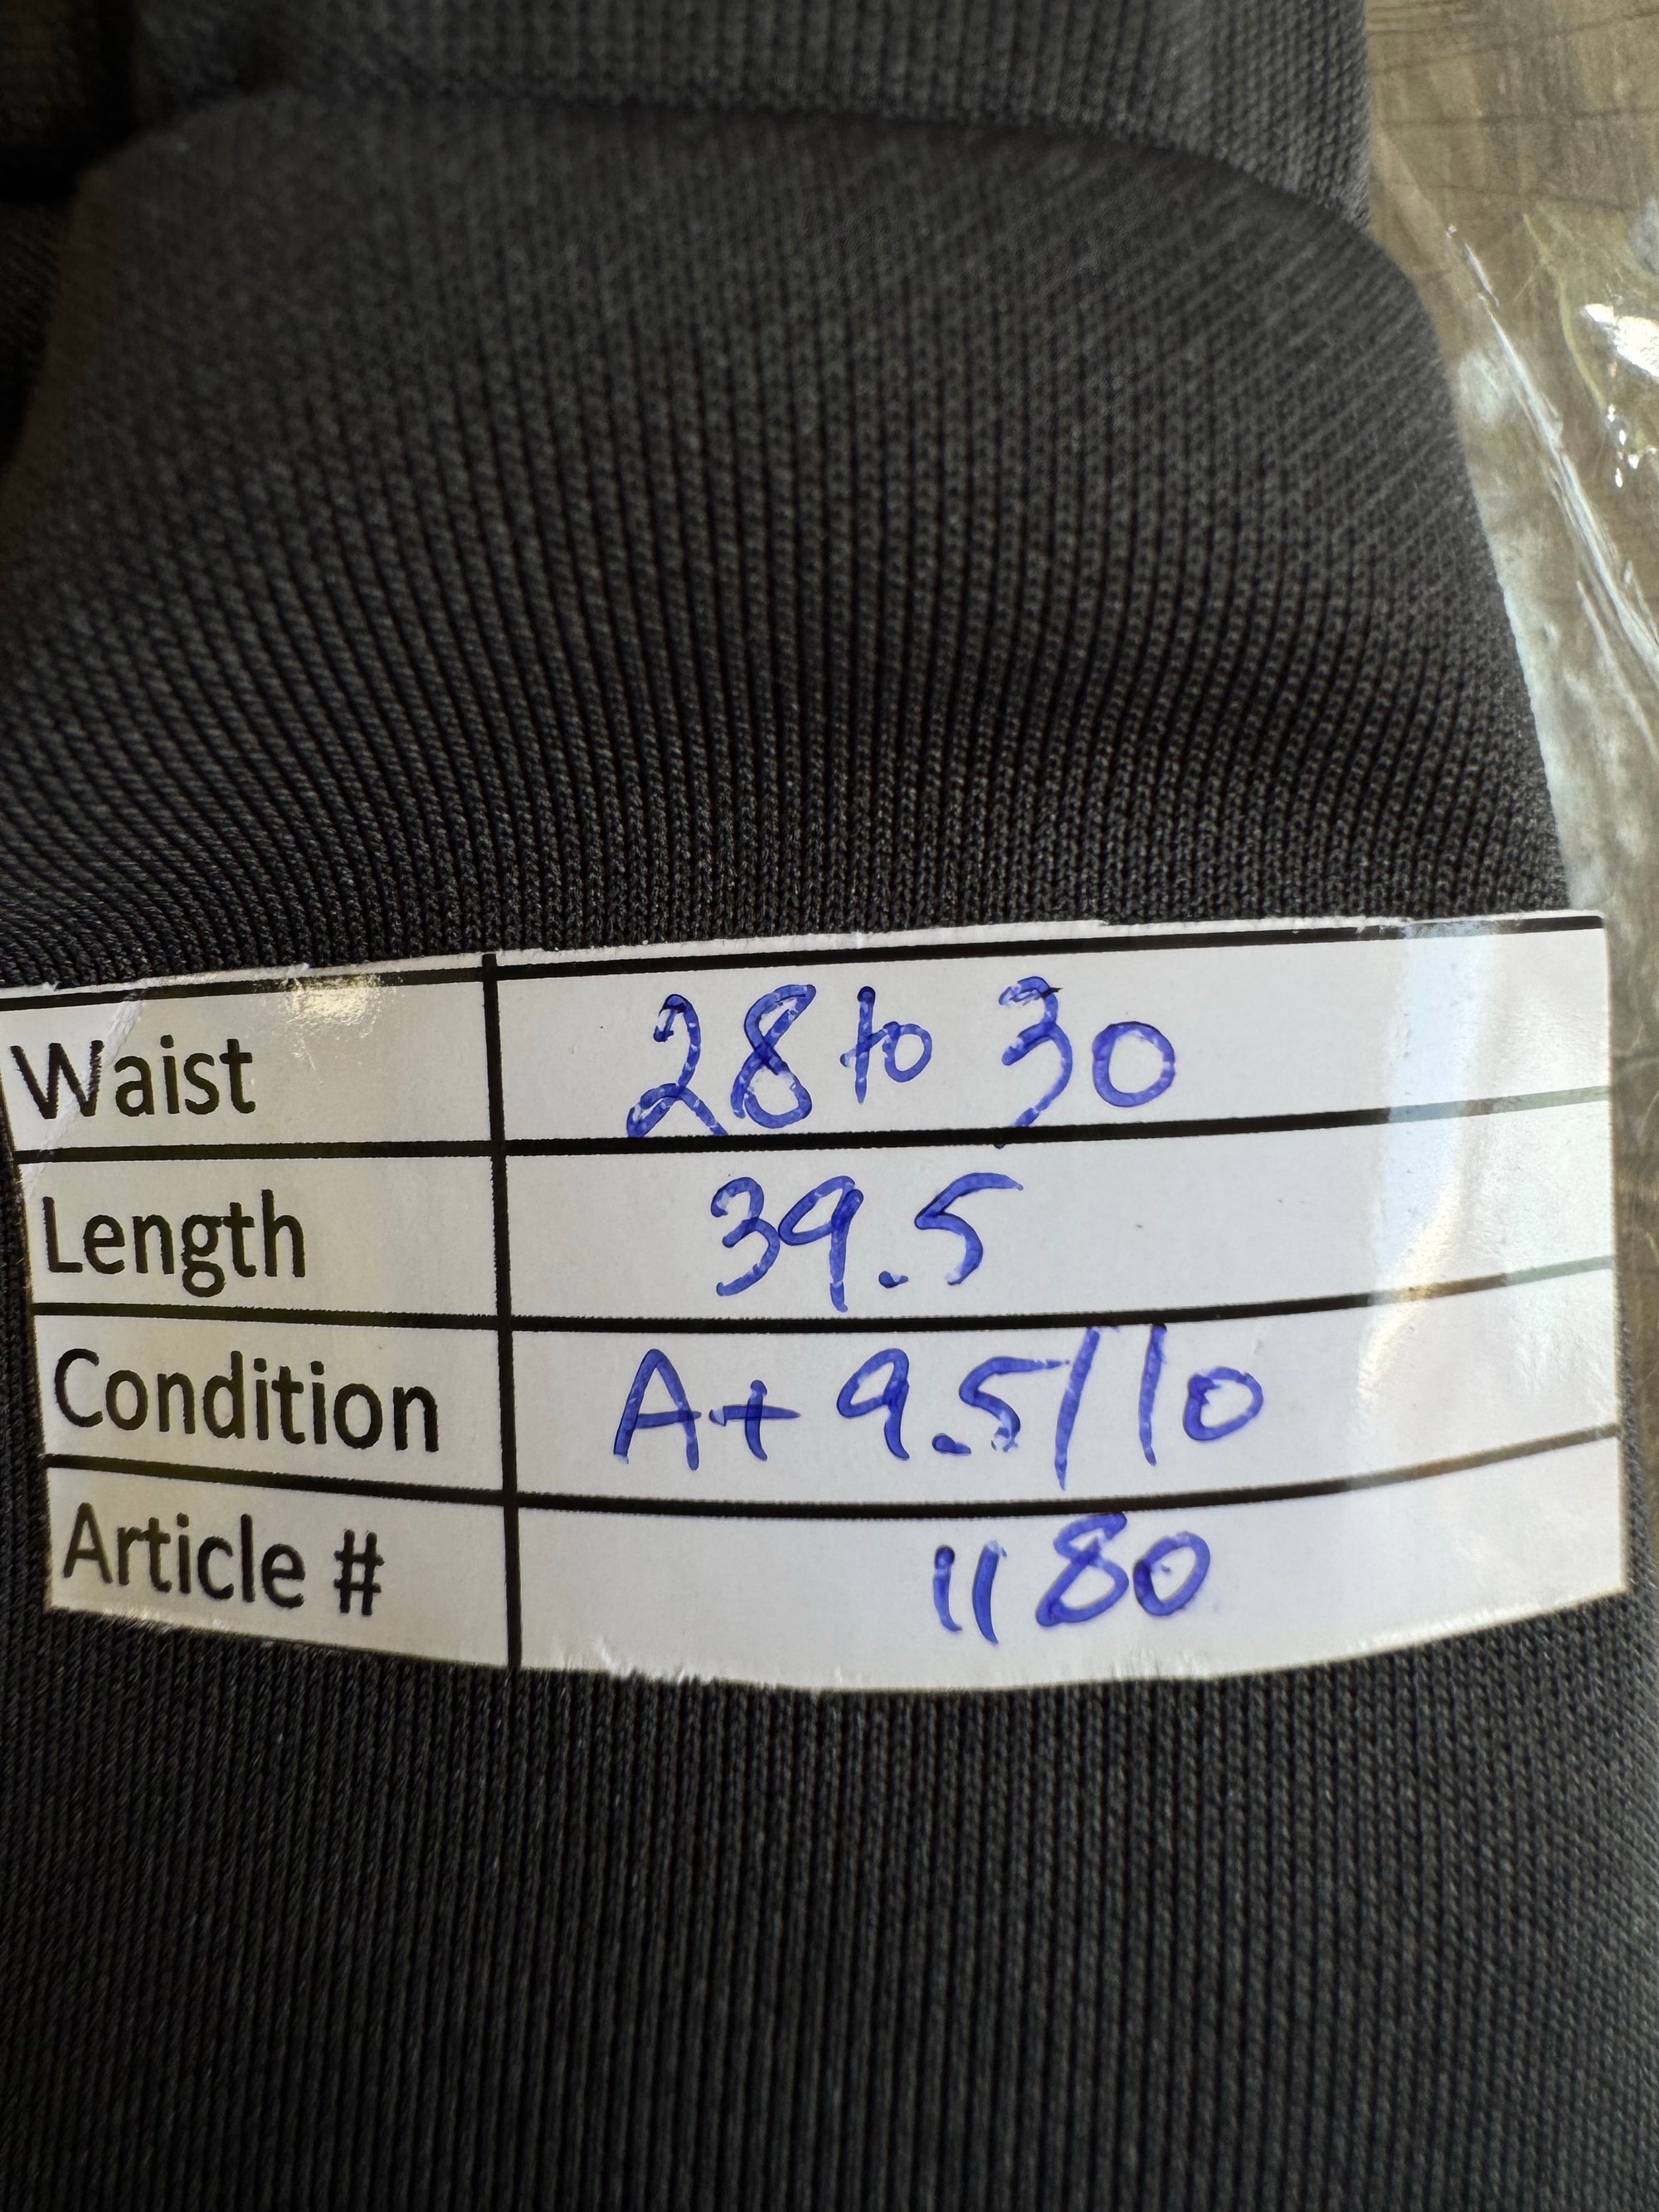 Waist 28 to 30
Length 39.5
Condition A+ 9.5/10
Article # 1180